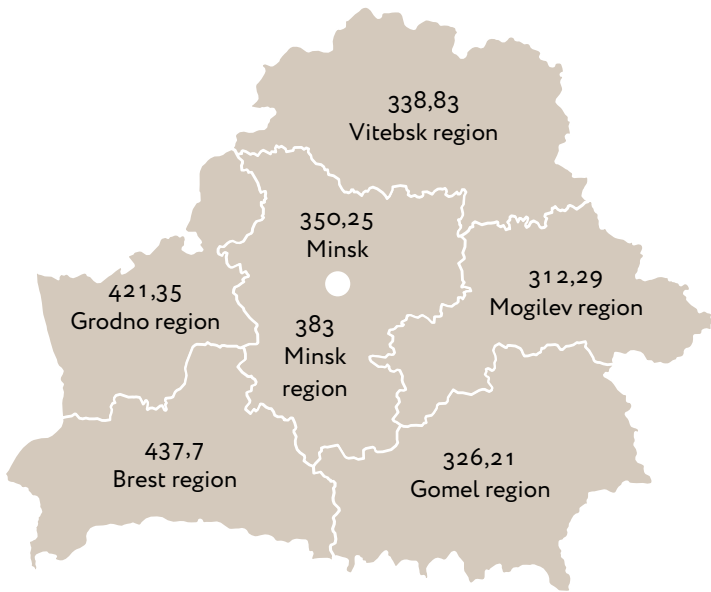 338,83
Vitebsk region
350,25
Minsk
312,29
Mogilev region
421,35
Grodno region
383
Minsk
region
437,7
Brest region
326,21
Gomel region